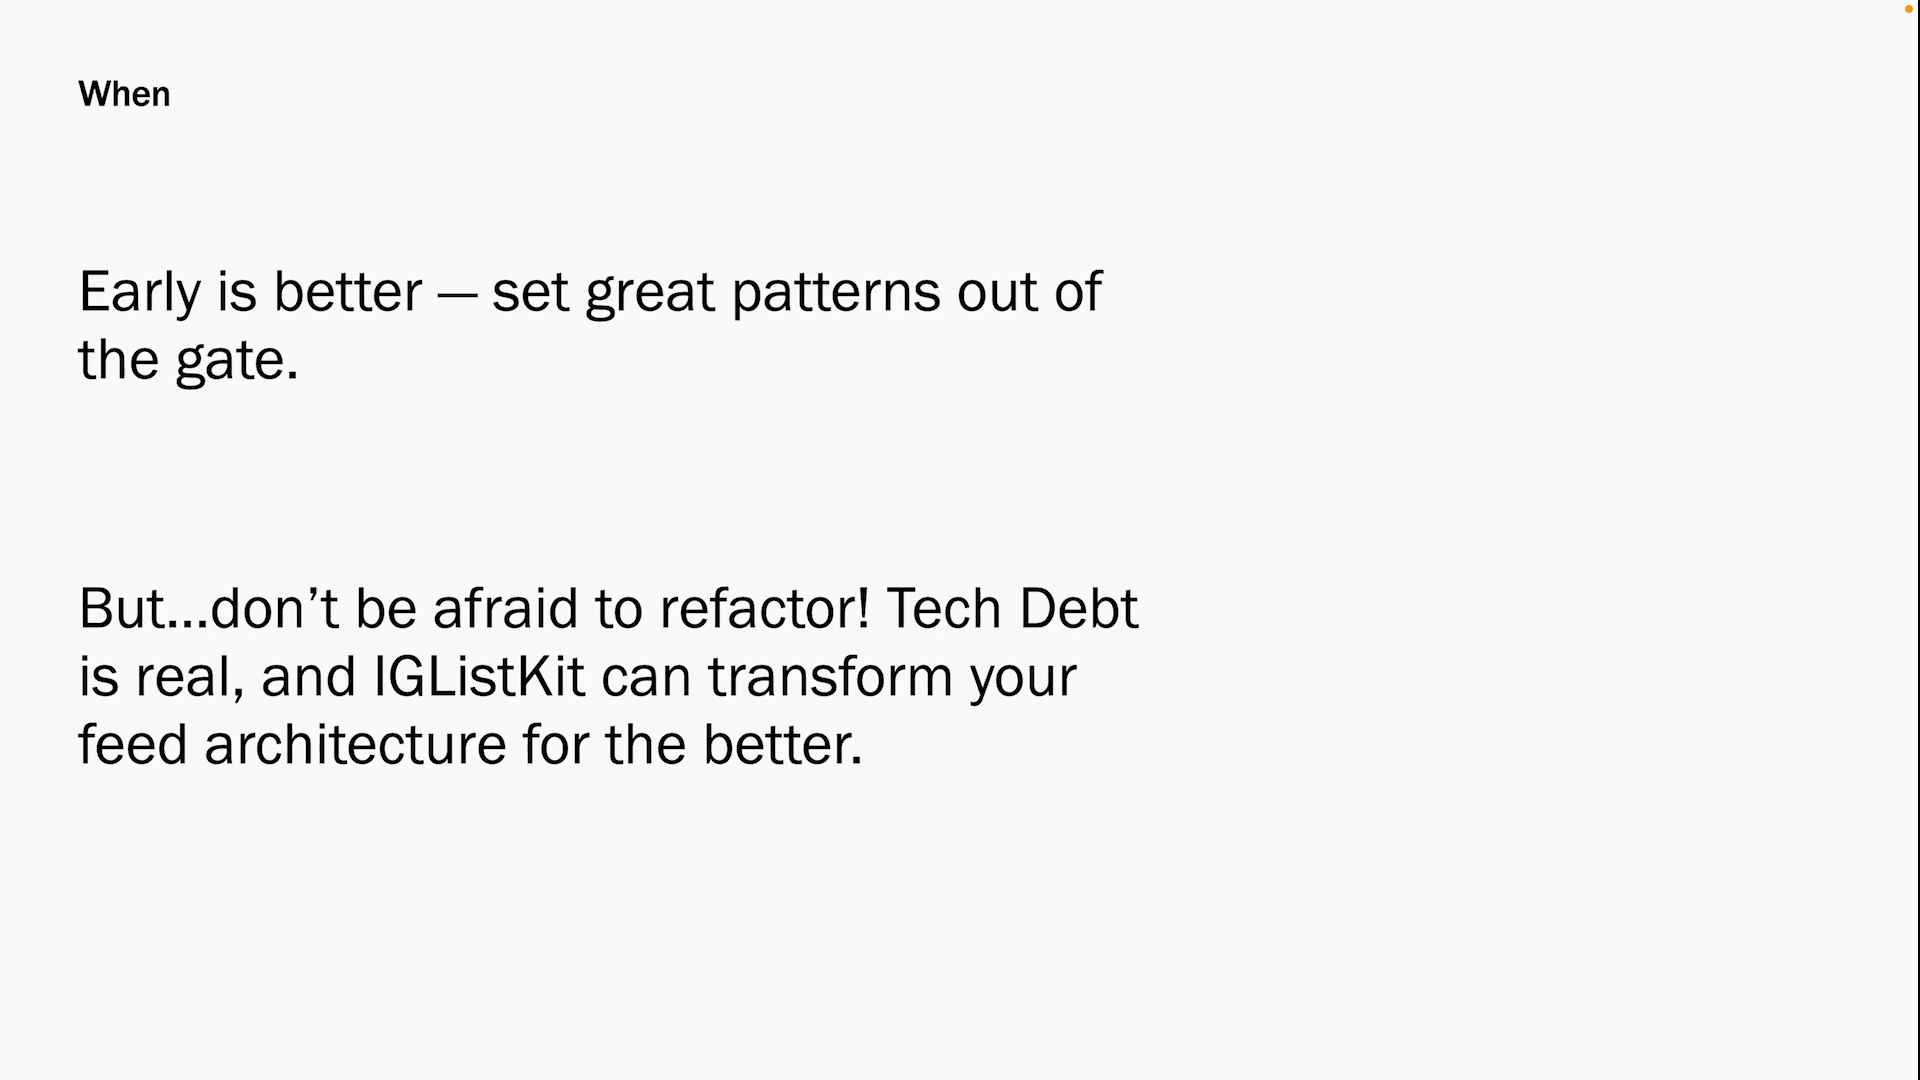 When
Early is better — set great patterns out of
the gate.
But...don’t be afraid to refactor! Tech Debt
is real, and IGListKit can transform your
feed architecture for the better.